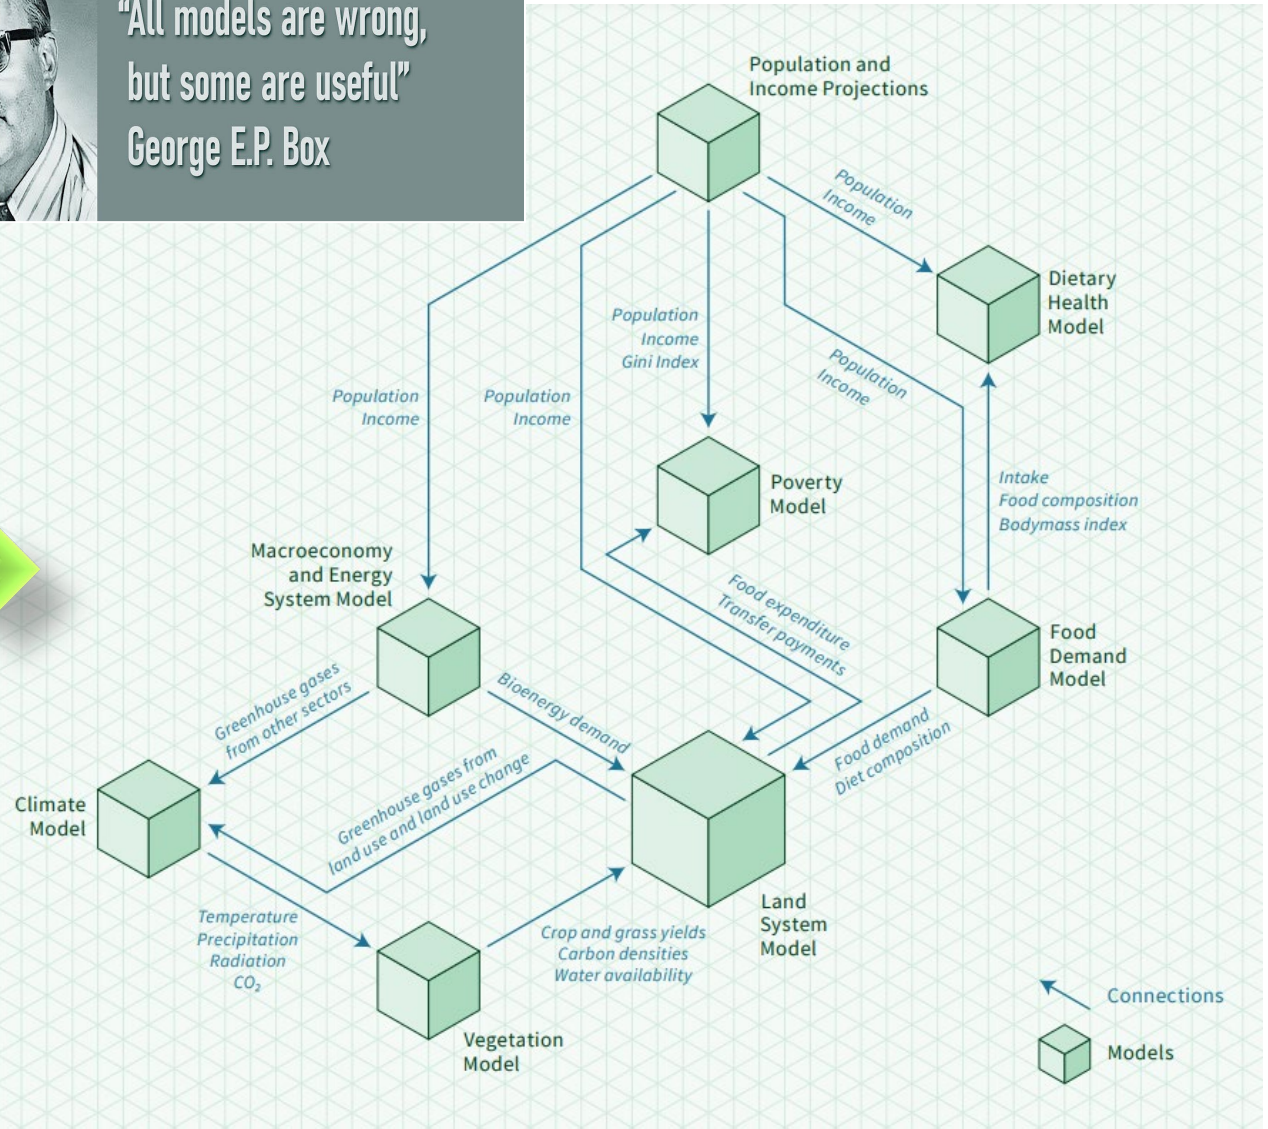 “All models are wrong,
but some are useful”
George E.P. Box
Population and
Income Projections
Population
Income
Dietary
Health
Model
Population
Income
Gini Index
Population
Income
Population
Income
Population
Income
Poverty
Model
Intake
Food composition
Bodymass index
Macroeconomy
and Energy
System Model
Food expenditure
Transfer payments
Food
Demand
Model
Greenhouse gases
from other sectors
Bioenergy demand
Food demand
Diet composition
Greenhouse gases from
land use and land use change
Climate
Model
Temperature
Precipitation
Radiation
CO₂
Crop and grass yields
Carbon densities
Water availability
Land
System
Model
Vegetation
Model
Connections
Models